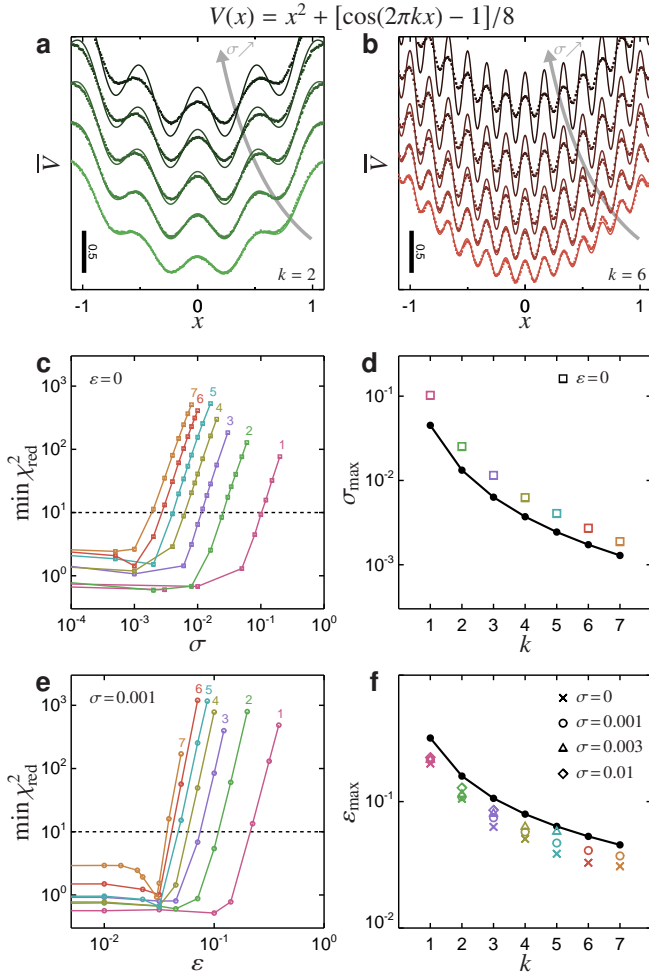 V(x) = x² + [cos(2πkx) − 1]/8
a
σ↗
V̅
0.5
k = 2
-1
0
1
x
b
σ↗
V̅
0.5
k = 6
-1
0
1
x
c
ε=0
min χ²red
10³
10²
10¹
10⁰
7
6
5
4
3
2
1
10⁻⁴
10⁻³
10⁻²
10⁻¹
10⁰
σ
d
ε=0
σmax
10⁻¹
10⁻³
1 2 3 4 5 6 7
k
e
σ=0.001
min χ²red
10³
10²
10¹
10⁰
7
6
5
4
3
2
1
10⁻²
10⁻¹
10⁰
ε
f
σ=0
σ=0.001
σ=0.003
σ=0.01
εmax
10⁻¹
10⁻²
1 2 3 4 5 6 7
k